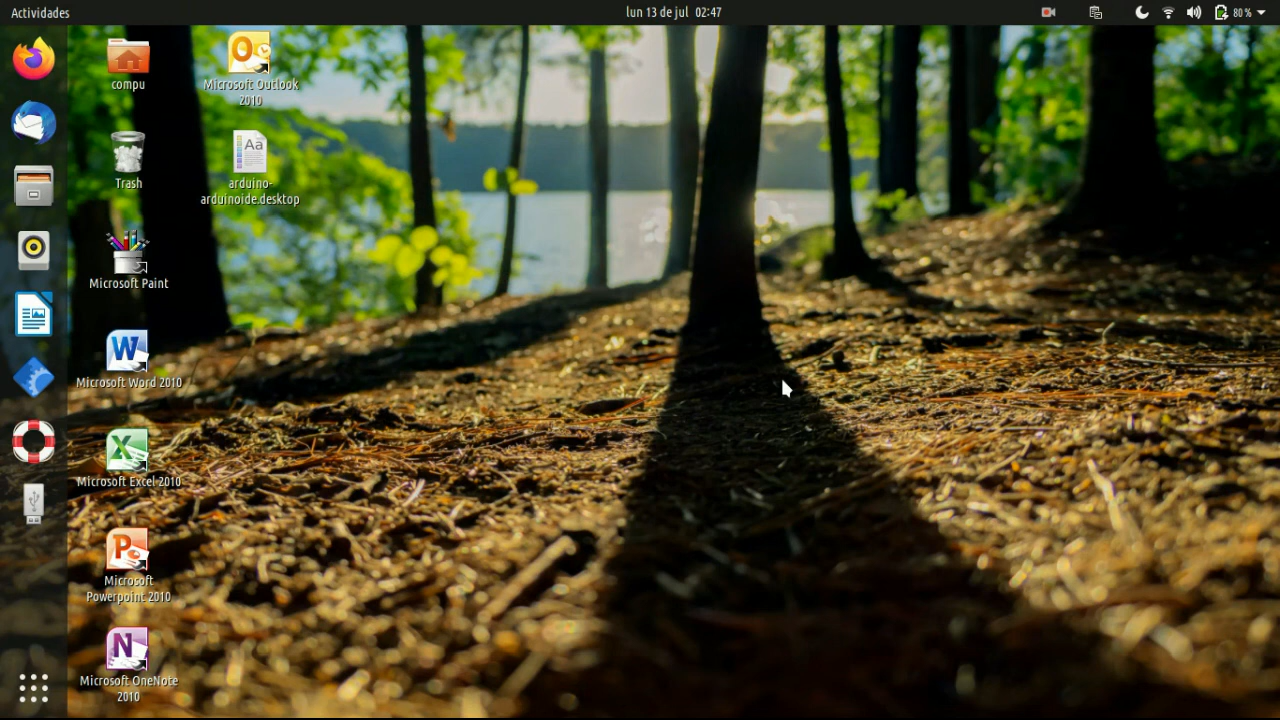 Actividades
lun 13 de jul 02:47
80 %
compu
Trash
Microsoft Paint
Microsoft Word 2010
Microsoft Excel 2010
Microsoft
Powerpoint 2010
Microsoft OneNote
2010
Microsoft Outlook
2010
Aa
arduino-
arduinoide.desktop